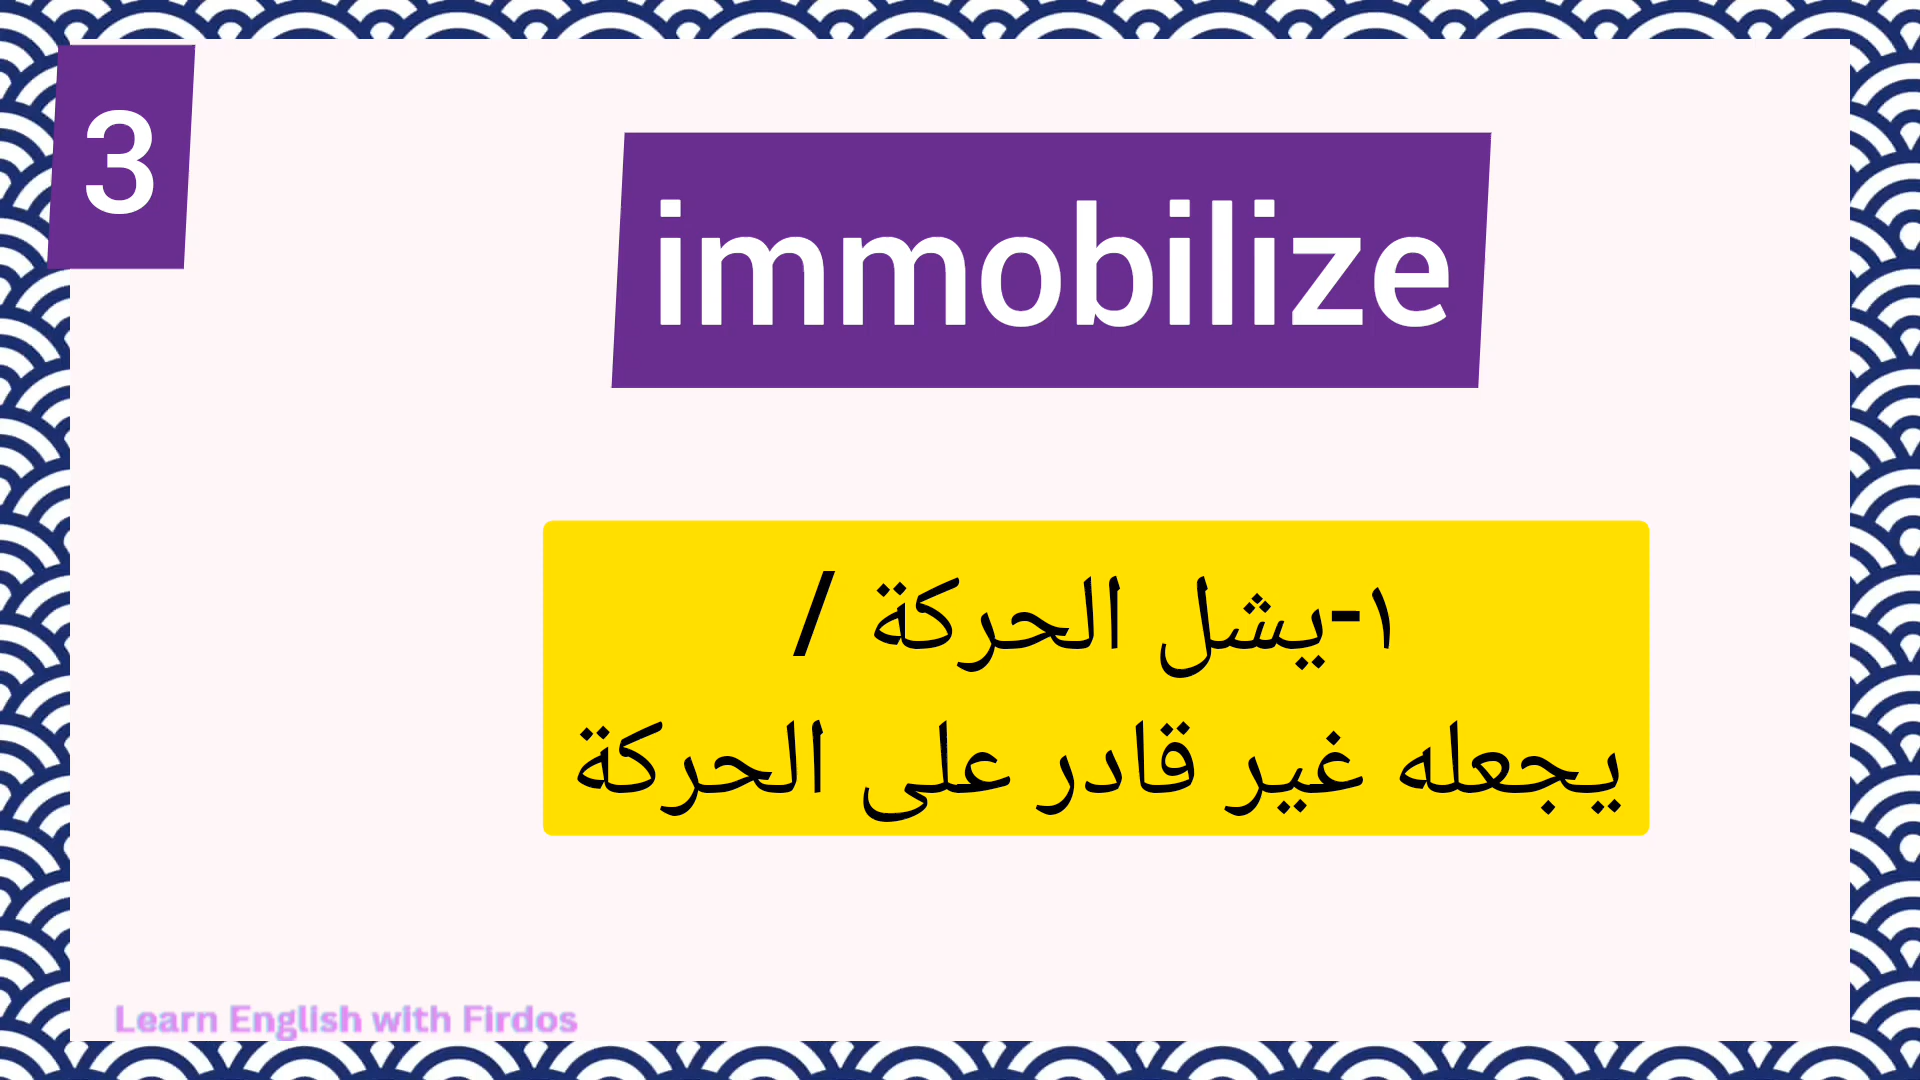 3
immobilize
١-يشل الحركة /
يجعله غير قادر على الحركة
Learn English with Firdos